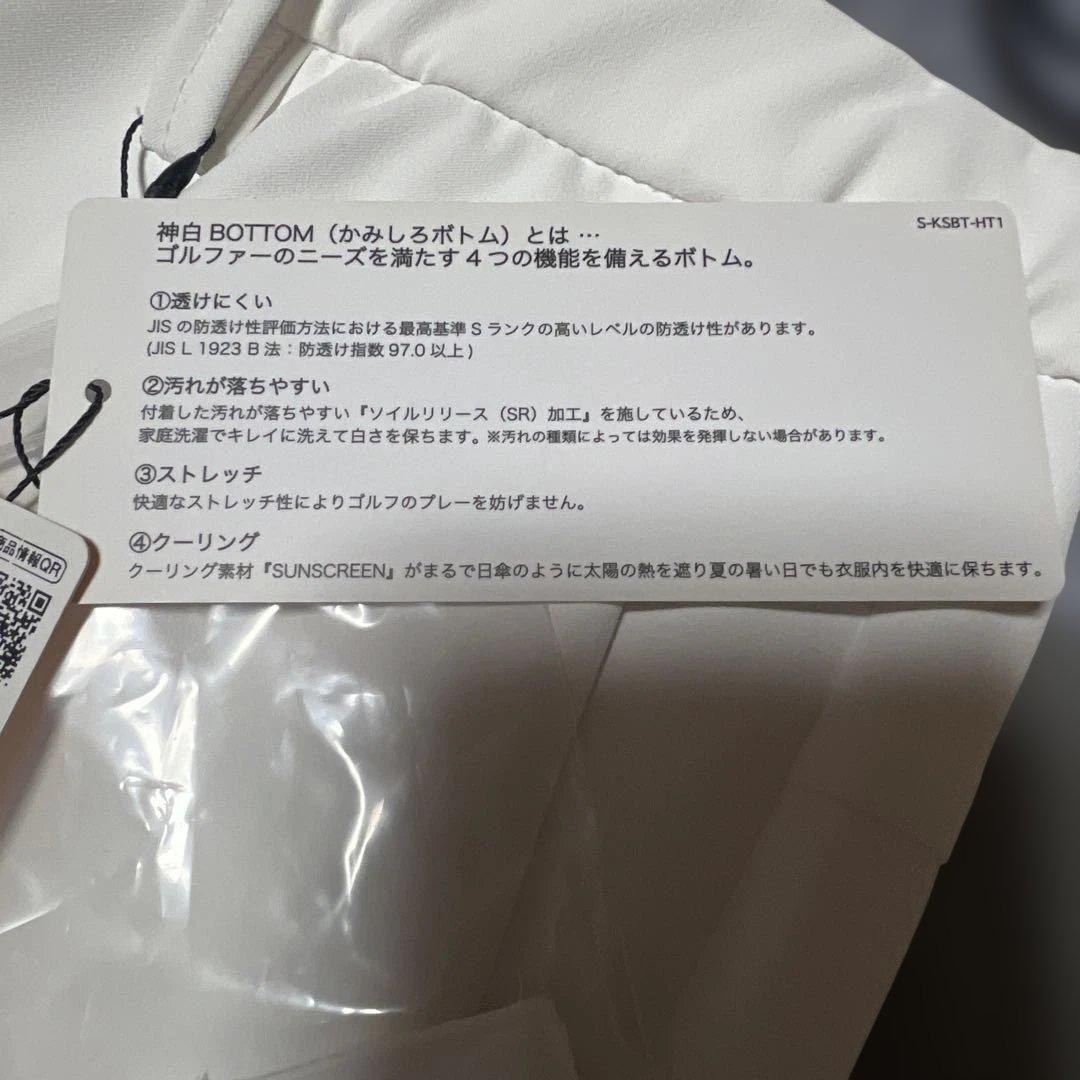 神白 BOTTOM（かみしろボトム）とは …
S-KSBT-HT1
ゴルファーのニーズを満たす 4 つの機能を備えるボトム。
①透けにくい
JIS の防透け性評価方法における最高基準 S ランクの高いレベルの防透け性があります。
(JIS L 1923 B 法：防透け指数 97.0 以上 )
②汚れが落ちやすい
付着した汚れが落ちやすい『ソイルリリース（SR）加工』を施しているため、
家庭洗濯でキレイに洗えて白さを保ちます。※汚れの種類によっては効果を発揮しない場合があります。
③ストレッチ
快適なストレッチ性によりゴルフのプレーを妨げません。
④クーリング
クーリング素材『SUNSCREEN』がまるで日傘のように太陽の熱を遮り夏の暑い日でも衣服内を快適に保ちます。
商品情報QR